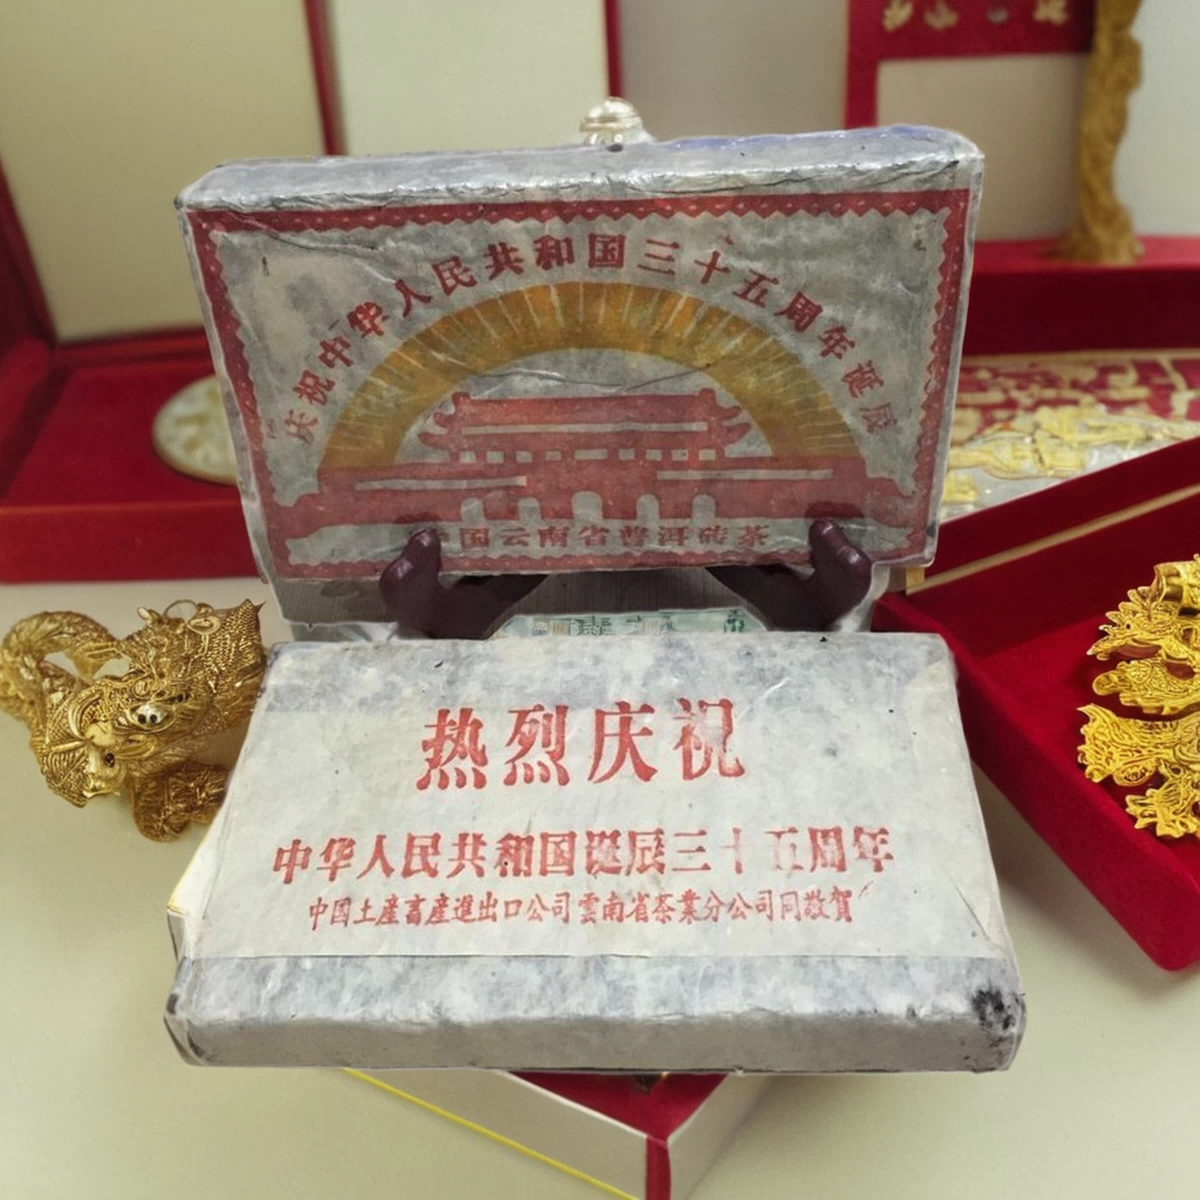 庆祝中华人民共和国三十五周年诞辰
中国云南省普洱砖茶
热烈庆祝
中华人民共和国诞辰三十五周年
中国土産畜産進出口公司雲南省茶業分公司同敬賀